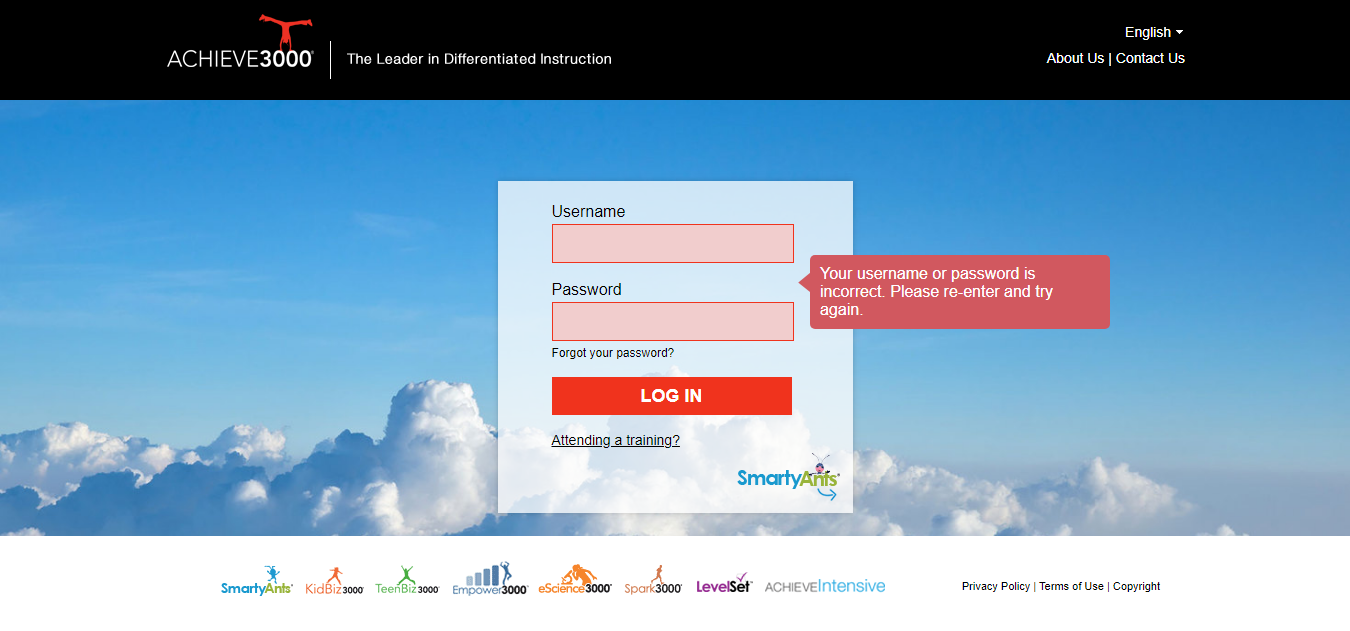 English
ACHIEVE3000®
The Leader in Differentiated Instruction
About Us | Contact Us
Username
Your username or password is
incorrect. Please re-enter and try
again.
Password
Forgot your password?
LOG IN
Attending a training?
SmartyAnts
SmartyAnts KidBiz3000 TeenBiz3000 Empower3000 eScience3000 Spark3000 LevelSet ACHIEVEIntensive
Privacy Policy | Terms of Use | Copyright